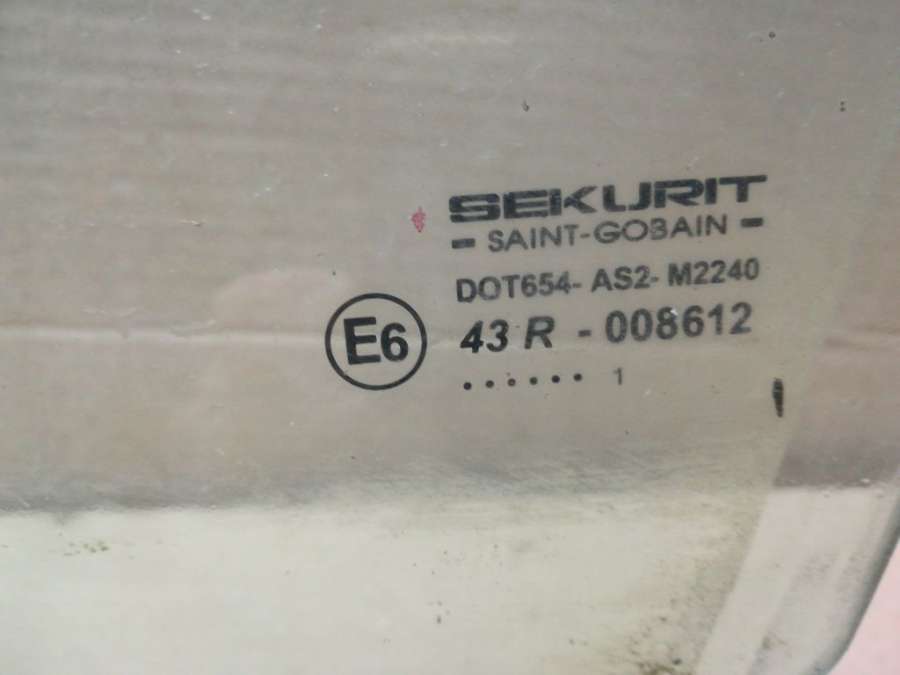 SEKURIT
- SAINT-GOBAIN -
DOT654- AS2- M2240
E6 43 R - 008612
...... 1